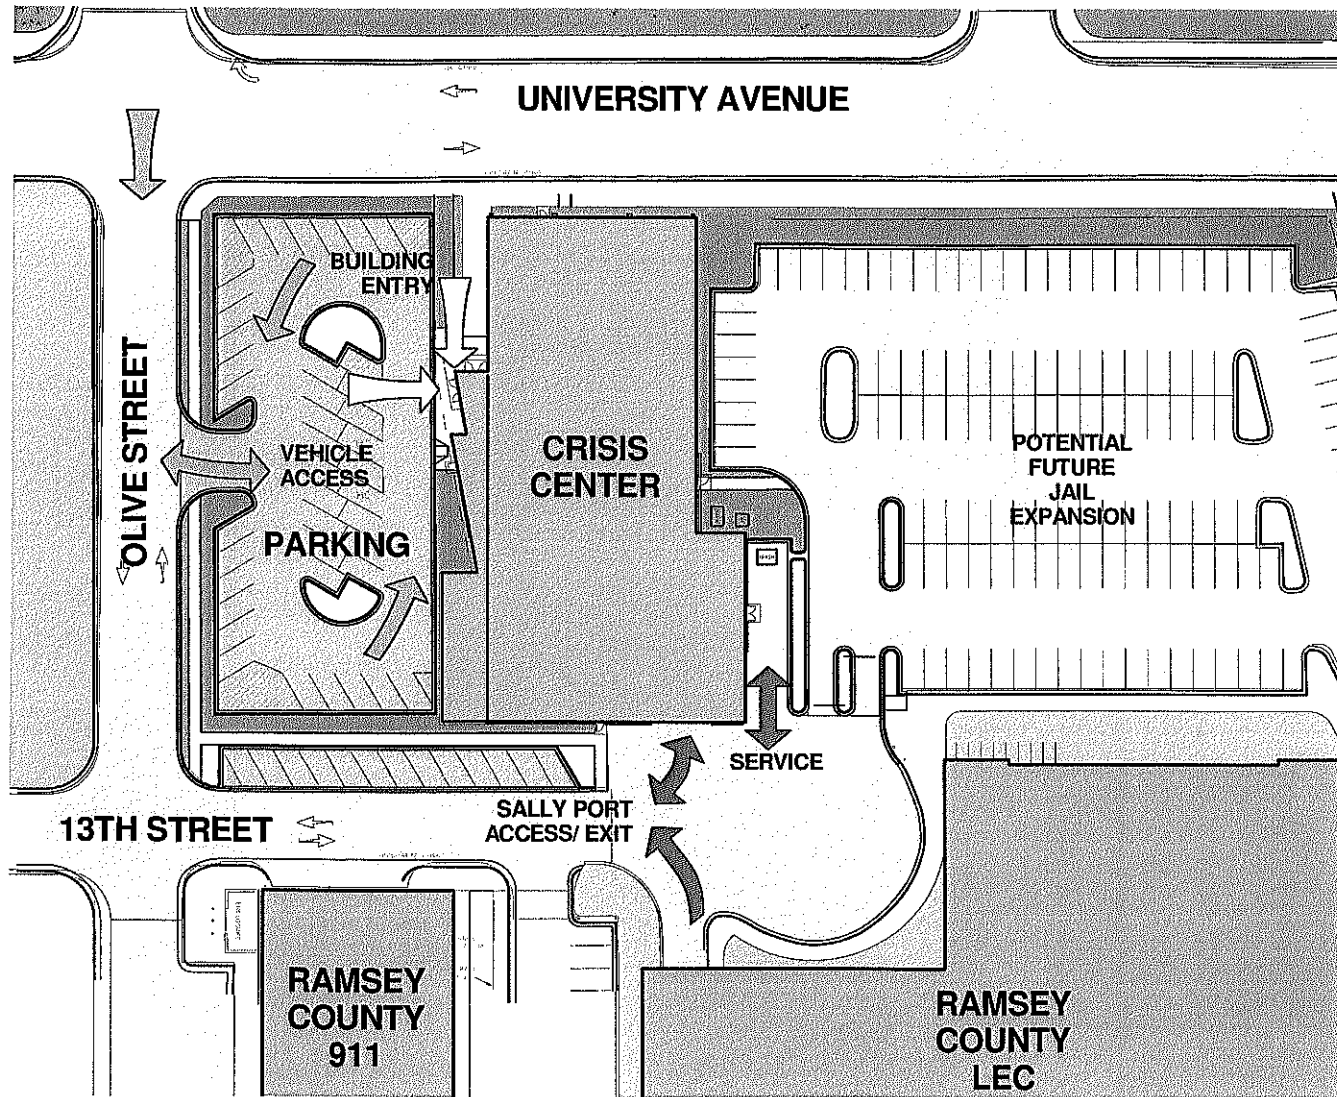 UNIVERSITY AVENUE
BUILDING
ENTRY
OLIVE STREET
VEHICLE
ACCESS
PARKING
CRISIS
CENTER
POTENTIAL
FUTURE
JAIL
EXPANSION
SERVICE
SALLY PORT
ACCESS/ EXIT
13TH STREET
RAMSEY
COUNTY
911
RAMSEY
COUNTY
LEC